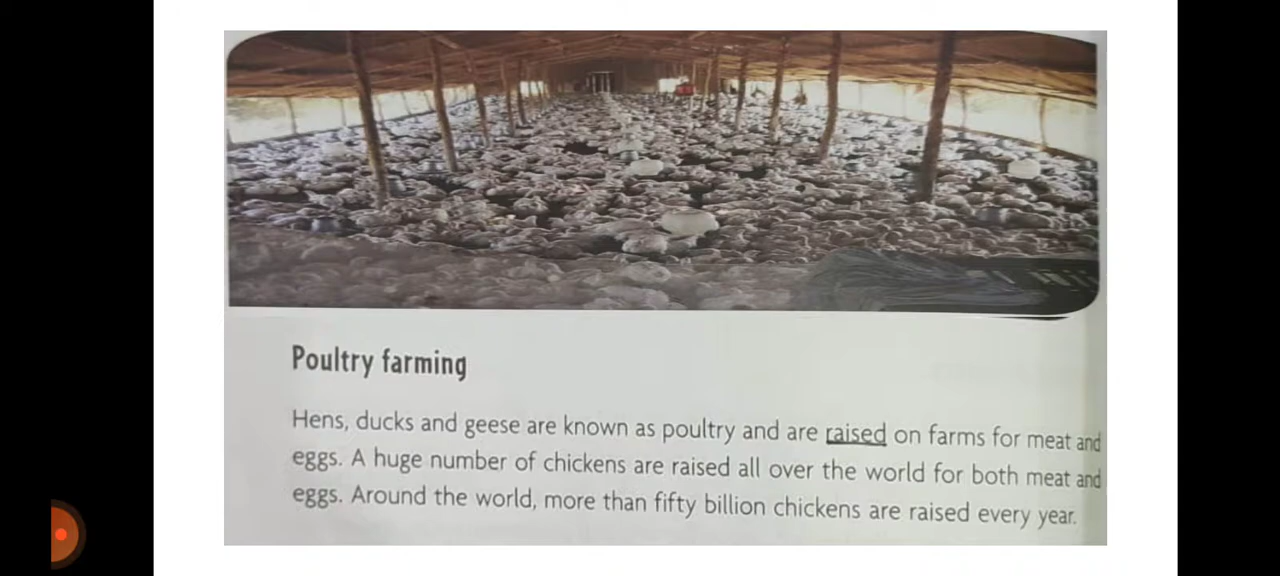 Poultry farming
Hens, ducks and geese are known as poultry and are raised on farms for meat and
eggs. A huge number of chickens are raised all over the world for both meat and
eggs. Around the world, more than fifty billion chickens are raised every year.